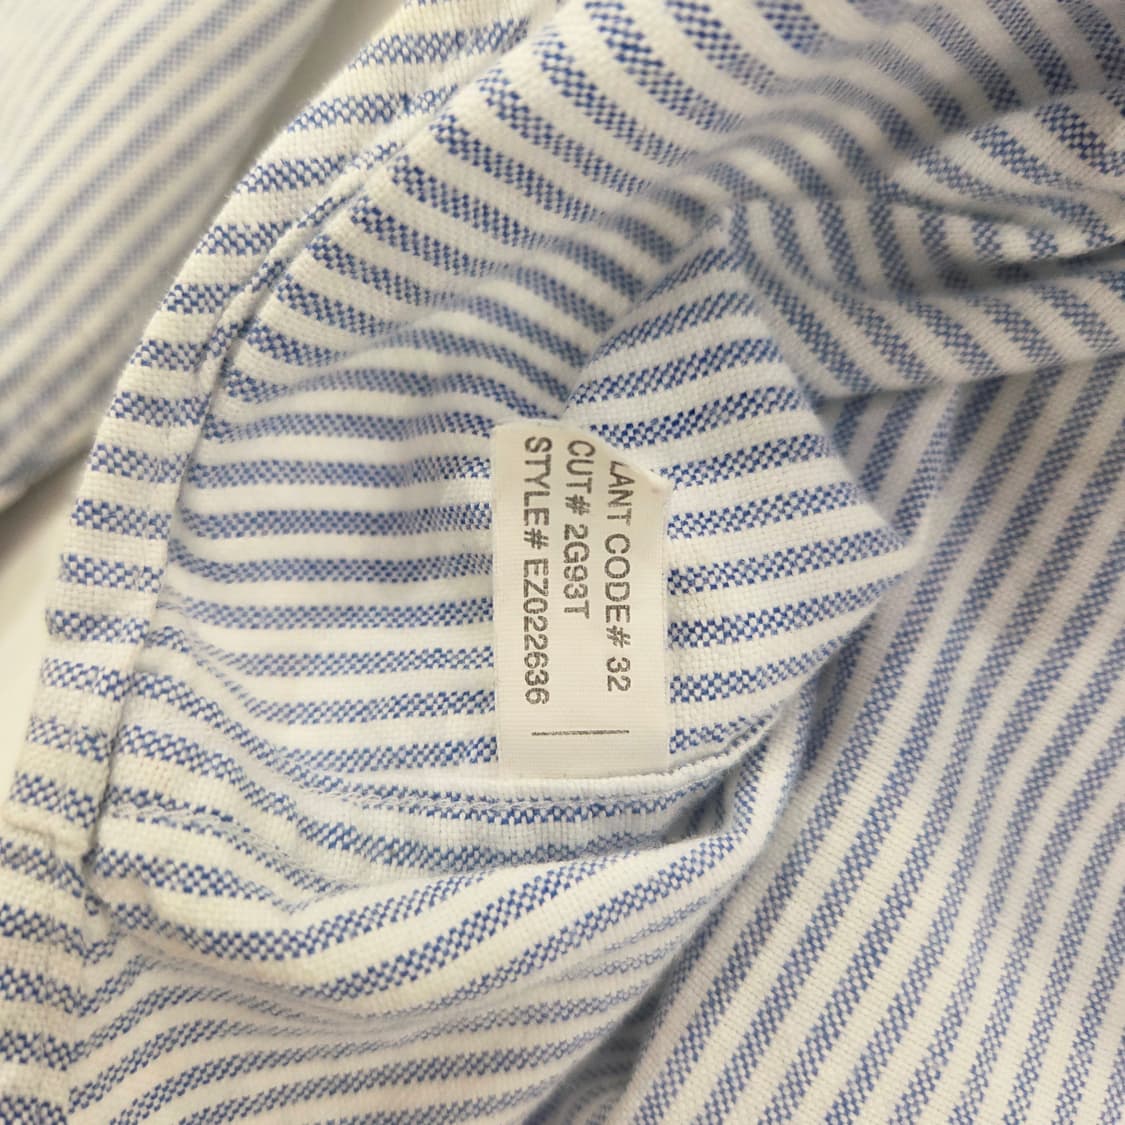 LANT CODE# 32
CUT# 2G93T
STYLE# EZ022636